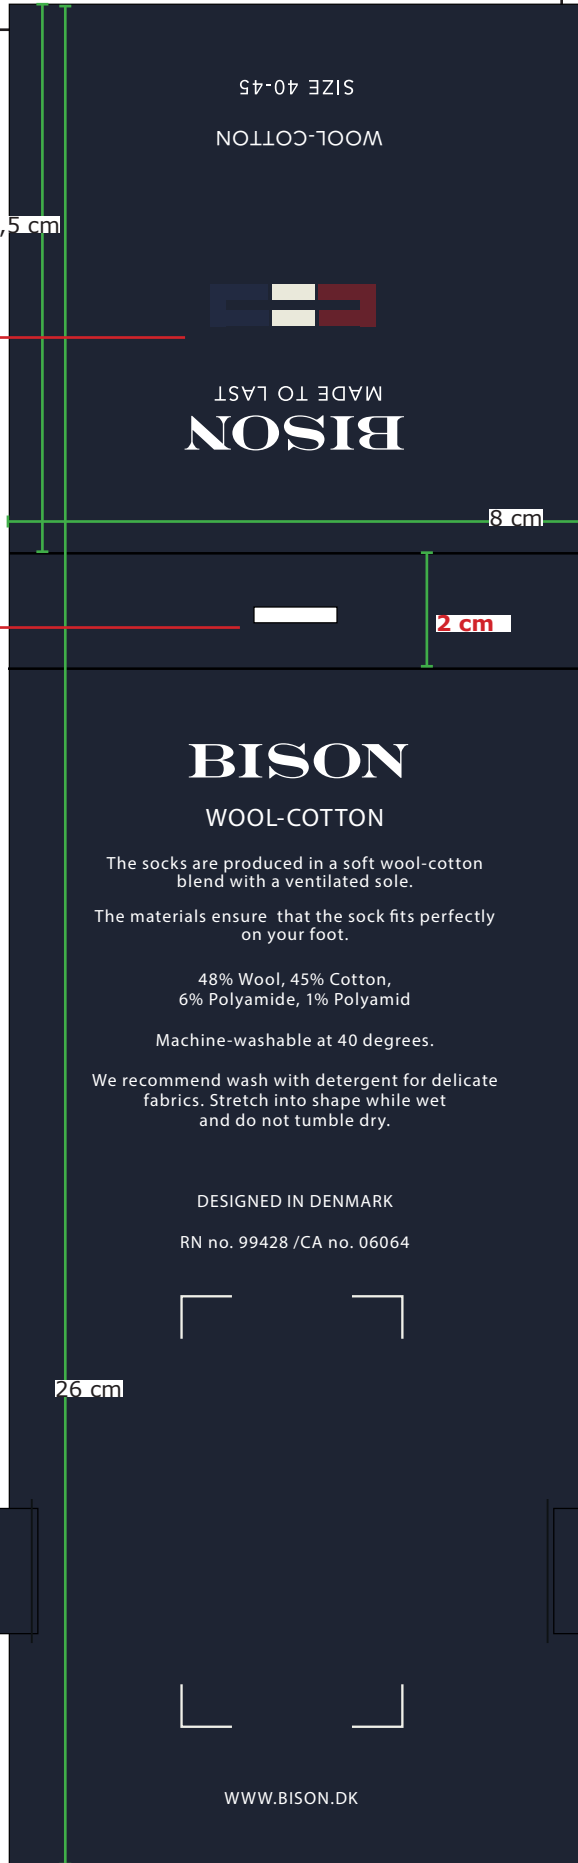 SIZE 40-45
WOOL-COTTON
,5 cm
MADE TO LAST
BISON
8 cm
2 cm
BISON
WOOL-COTTON
The socks are produced in a soft wool-cotton
blend with a ventilated sole.
The materials ensure  that the sock fits perfectly
on your foot.
48% Wool, 45% Cotton,
6% Polyamide, 1% Polyamid
Machine-washable at 40 degrees.
We recommend wash with detergent for delicate
fabrics. Stretch into shape while wet
and do not tumble dry.
DESIGNED IN DENMARK
RN no. 99428 /CA no. 06064
26 cm
WWW.BISON.DK